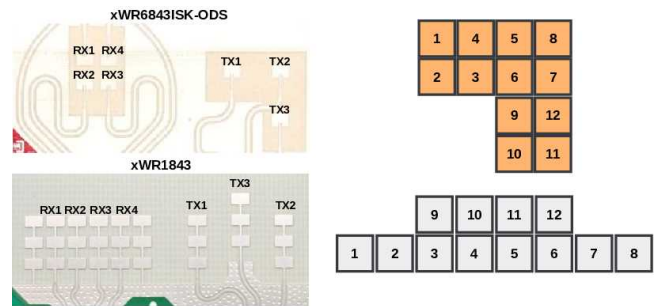 xWR6843ISK-ODS
RX1 RX4
RX2 RX3
TX1 TX2
TX3
xWR1843
RX1 RX2 RX3 RX4
TX1
TX3
TX2
1 4 5 8
2 3 6 7
9 12
10 11
9 10 11 12
1 2 3 4 5 6 7 8